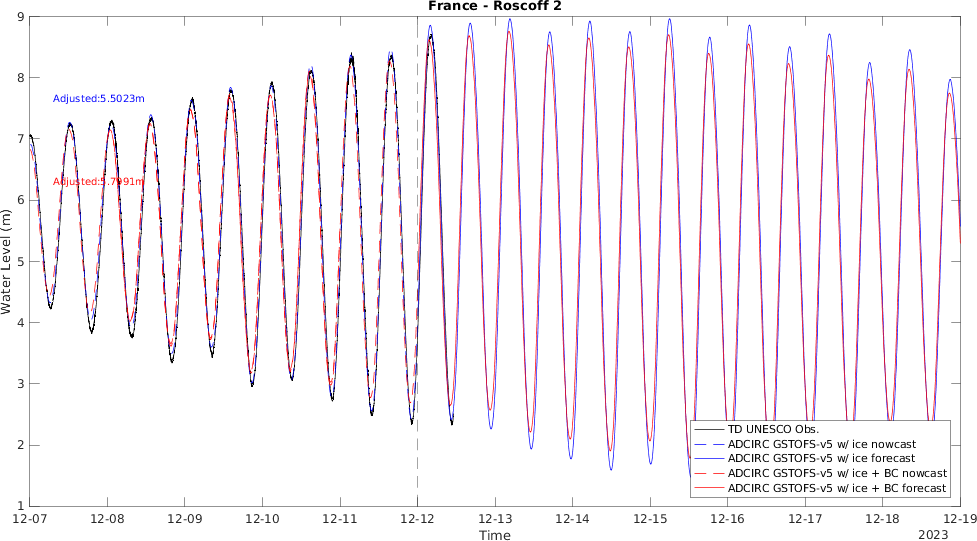 France - Roscoff 2
9
8
7
6
5
4
3
2
1
Water Level (m)
Adjusted:5.5023m
Adjusted:5.7991m
TD UNESCO Obs.
ADCIRC GSTOFS-v5 w/ ice nowcast
ADCIRC GSTOFS-v5 w/ ice forecast
ADCIRC GSTOFS-v5 w/ ice + BC nowcast
ADCIRC GSTOFS-v5 w/ ice + BC forecast
12-07 12-08 12-09 12-10 12-11 12-12 12-13 12-14 12-15 12-16 12-17 12-18 12-19
Time
2023